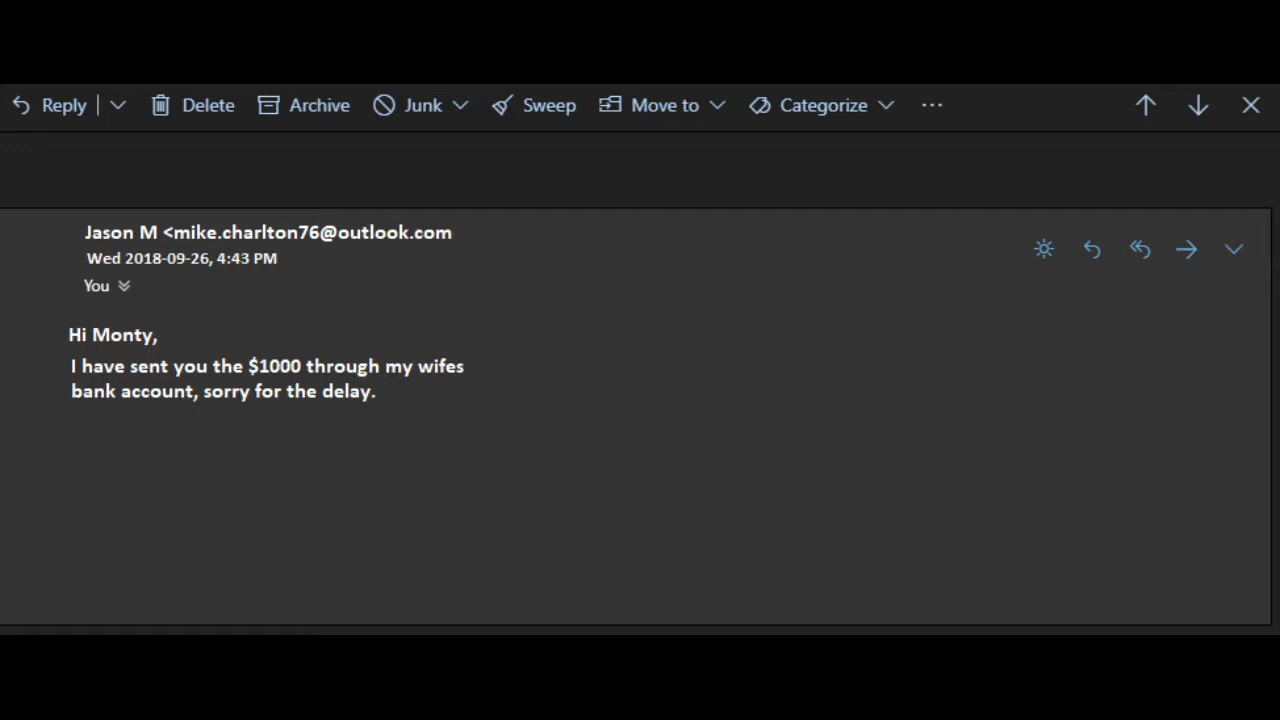 Reply Delete Archive Junk Sweep Move to Categorize ...
Jason M <mike.charlton76@outlook.com
Wed 2018-09-26, 4:43 PM
You
Hi Monty,
I have sent you the $1000 through my wifes
bank account, sorry for the delay.